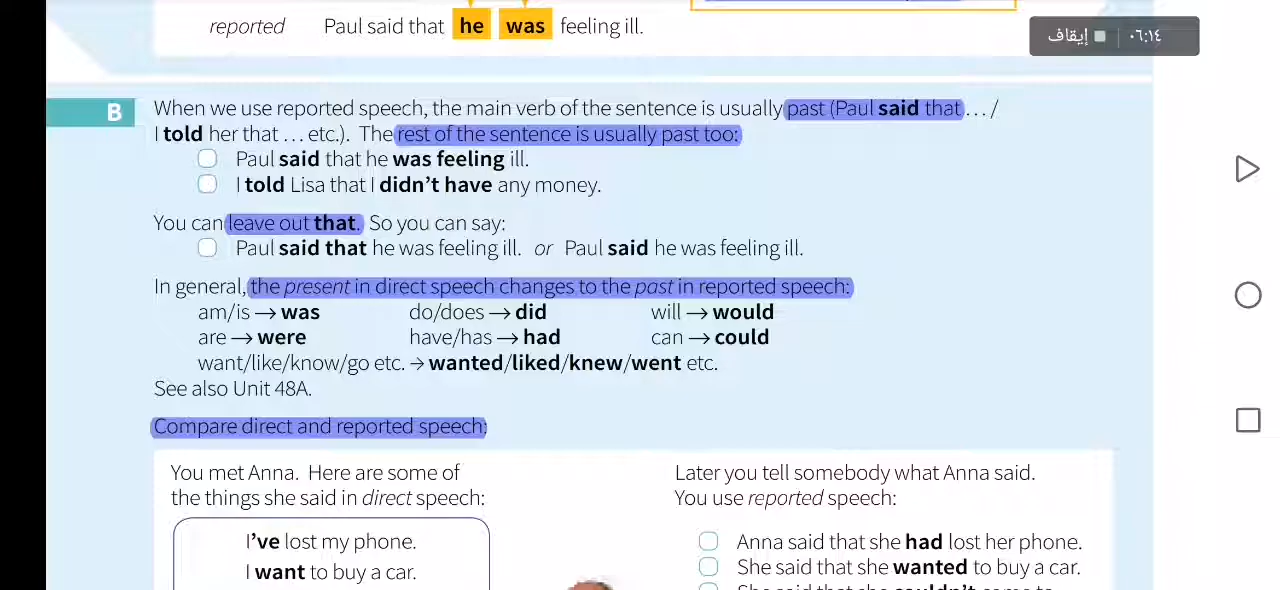 reported Paul said that he was feeling ill.
إيقاف ٠٦:١٤
B
When we use reported speech, the main verb of the sentence is usually past (Paul said that … /
I told her that … etc.). The rest of the sentence is usually past too:
Paul said that he was feeling ill.
I told Lisa that I didn't have any money.
You can leave out that. So you can say:
Paul said that he was feeling ill. or Paul said he was feeling ill.
In general, the present in direct speech changes to the past in reported speech:
am/is → was do/does → did will → would
are → were have/has → had can → could
want/like/know/go etc. → wanted/liked/knew/went etc.
See also Unit 48A.
Compare direct and reported speech:
You met Anna. Here are some of
the things she said in direct speech:
I've lost my phone.
I want to buy a car.
Later you tell somebody what Anna said.
You use reported speech:
Anna said that she had lost her phone.
She said that she wanted to buy a car.
She said that she couldn't come to